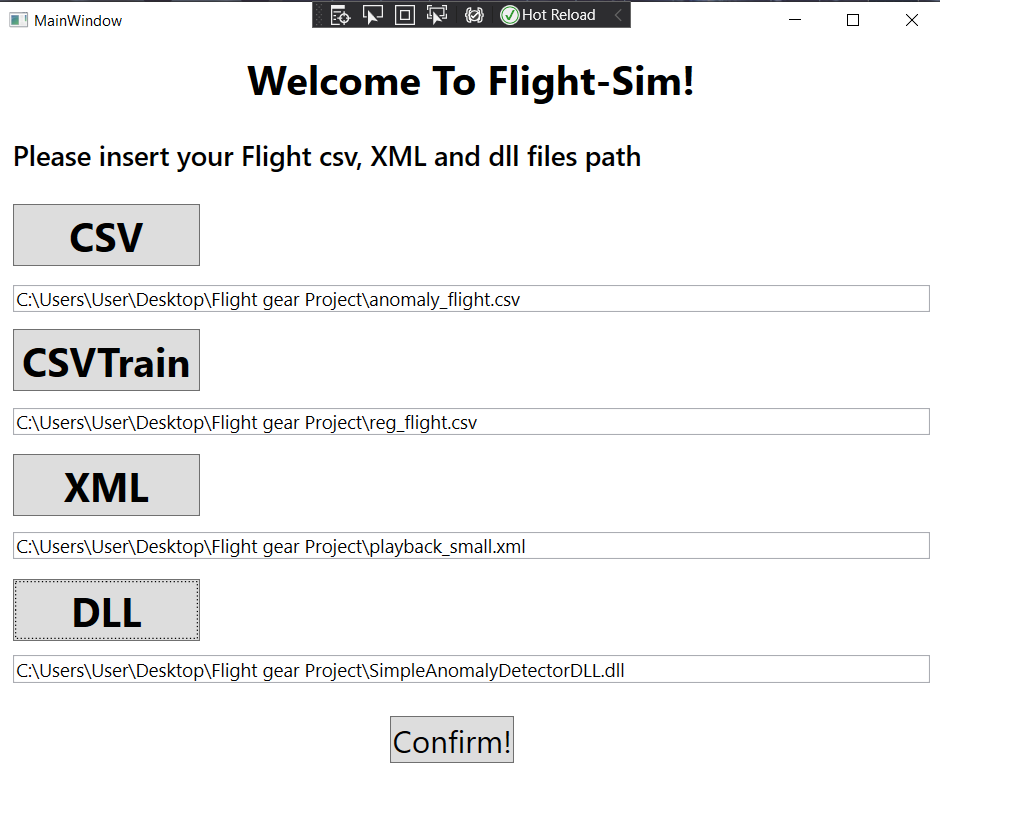 MainWindow
Hot Reload
Welcome To Flight-Sim!
Please insert your Flight csv, XML and dll files path
CSV
C:\Users\User\Desktop\Flight gear Project\anomaly_flight.csv
CSVTrain
C:\Users\User\Desktop\Flight gear Project\reg_flight.csv
XML
C:\Users\User\Desktop\Flight gear Project\playback_small.xml
DLL
C:\Users\User\Desktop\Flight gear Project\SimpleAnomalyDetectorDLL.dll
Confirm!